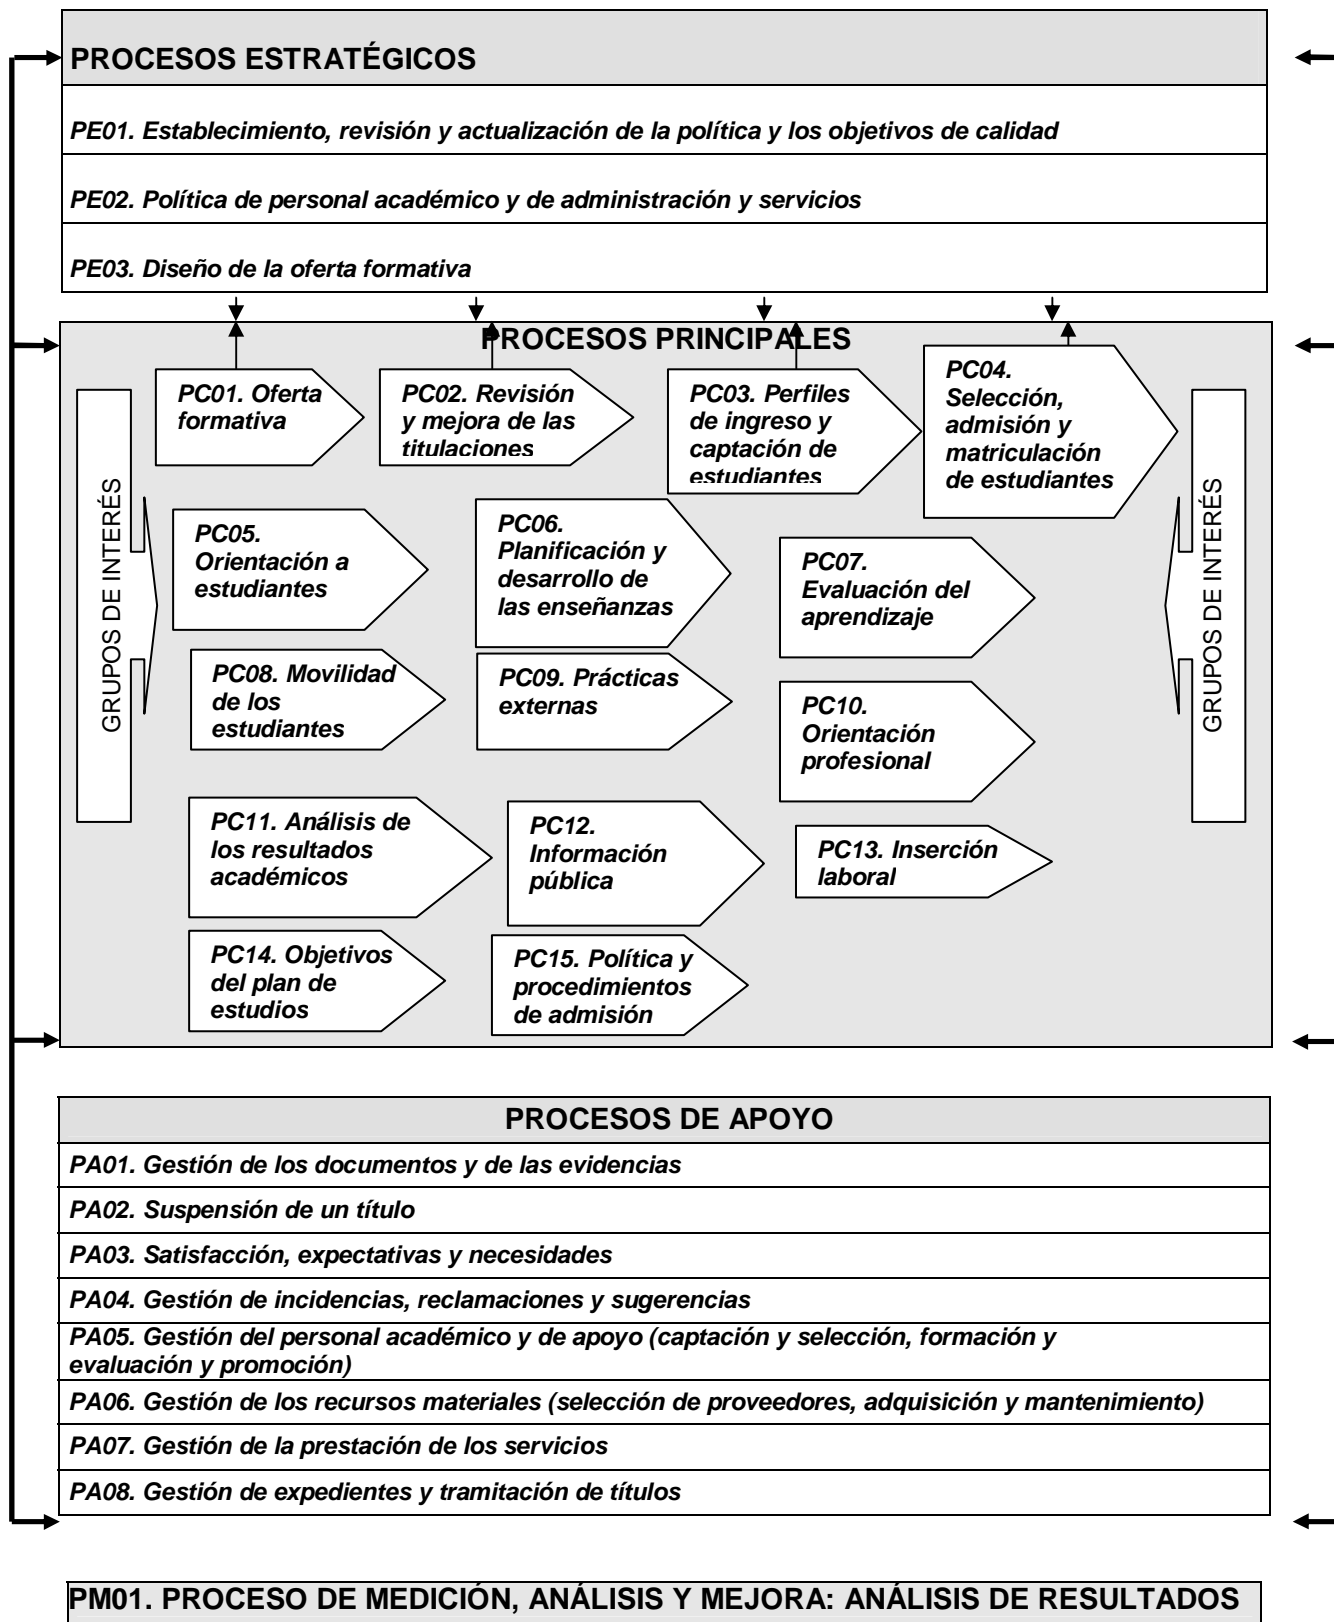 PROCESOS ESTRATÉGICOS
PE01. Establecimiento, revisión y actualización de la política y los objetivos de calidad
PE02. Política de personal académico y de administración y servicios
PE03. Diseño de la oferta formativa
PROCESOS PRINCIPALES
GRUPOS DE INTERÉS
PC01. Oferta
formativa
PC02. Revisión
y mejora de las
titulaciones
PC03. Perfiles
de ingreso y
captación de
estudiantes
PC04.
Selección,
admisión y
matriculación
de estudiantes
GRUPOS DE INTERÉS
PC05.
Orientación a
estudiantes
PC06.
Planificación y
desarrollo de
las enseñanzas
PC07.
Evaluación del
aprendizaje
PC08. Movilidad
de los
estudiantes
PC09. Prácticas
externas
PC10.
Orientación
profesional
PC11. Análisis de
los resultados
académicos
PC12.
Información
pública
PC13. Inserción
laboral
PC14. Objetivos
del plan de
estudios
PC15. Política y
procedimientos
de admisión
PROCESOS DE APOYO
PA01. Gestión de los documentos y de las evidencias
PA02. Suspensión de un título
PA03. Satisfacción, expectativas y necesidades
PA04. Gestión de incidencias, reclamaciones y sugerencias
PA05. Gestión del personal académico y de apoyo (captación y selección, formación y
evaluación y promoción)
PA06. Gestión de los recursos materiales (selección de proveedores, adquisición y mantenimiento)
PA07. Gestión de la prestación de los servicios
PA08. Gestión de expedientes y tramitación de títulos
PM01. PROCESO DE MEDICIÓN, ANÁLISIS Y MEJORA: ANÁLISIS DE RESULTADOS